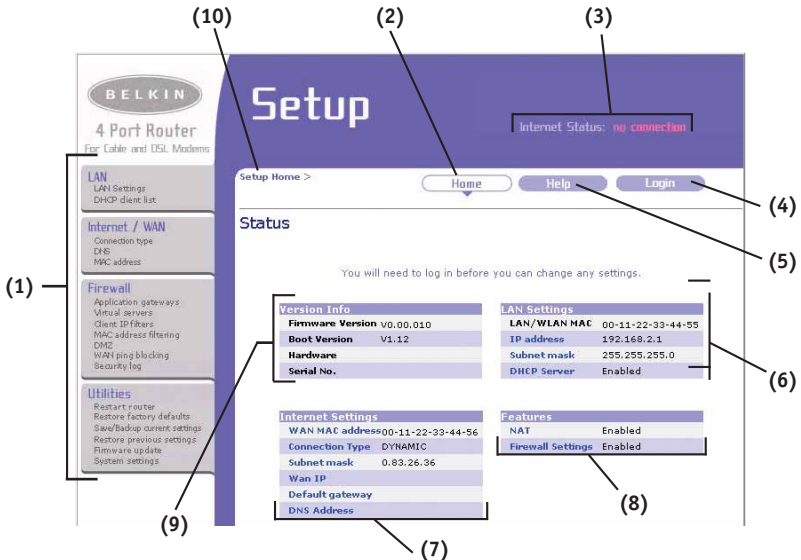 (10)
(2)
(3)
BELKIN
4 Port Router
For Cable and DSL Modems
Setup
Internet Status: no connection
(1)
LAN
LAN Settings
DHCP client list
Internet / WAN
Connection type
DNS
MAC address
Firewall
Application gateways
Virtual servers
Client IP filters
MAC address filtering
DMZ
WAN ping blocking
Security log
Utilities
Restart router
Restore factory defaults
Save/Backup current settings
Restore previous settings
Firmware update
System settings
Setup Home >
Home
Help
Login
(4)
(5)
Status
You will need to log in before you can change any settings.
Version Info
Firmware Version V0.00.010
Boot Version V1.12
Hardware
Serial No.
LAN Settings
LAN/WLAN MAC 00-11-22-33-44-55
IP address 192.168.2.1
Subnet mask 255.255.255.0
DHCP Server Enabled
(6)
Internet Settings
WAN MAC address 00-11-22-33-44-56
Connection Type DYNAMIC
Subnet mask 0.83.26.36
Wan IP
Default gateway
DNS Address
Features
NAT Enabled
Firewall Settings Enabled
(8)
(9)
(7)